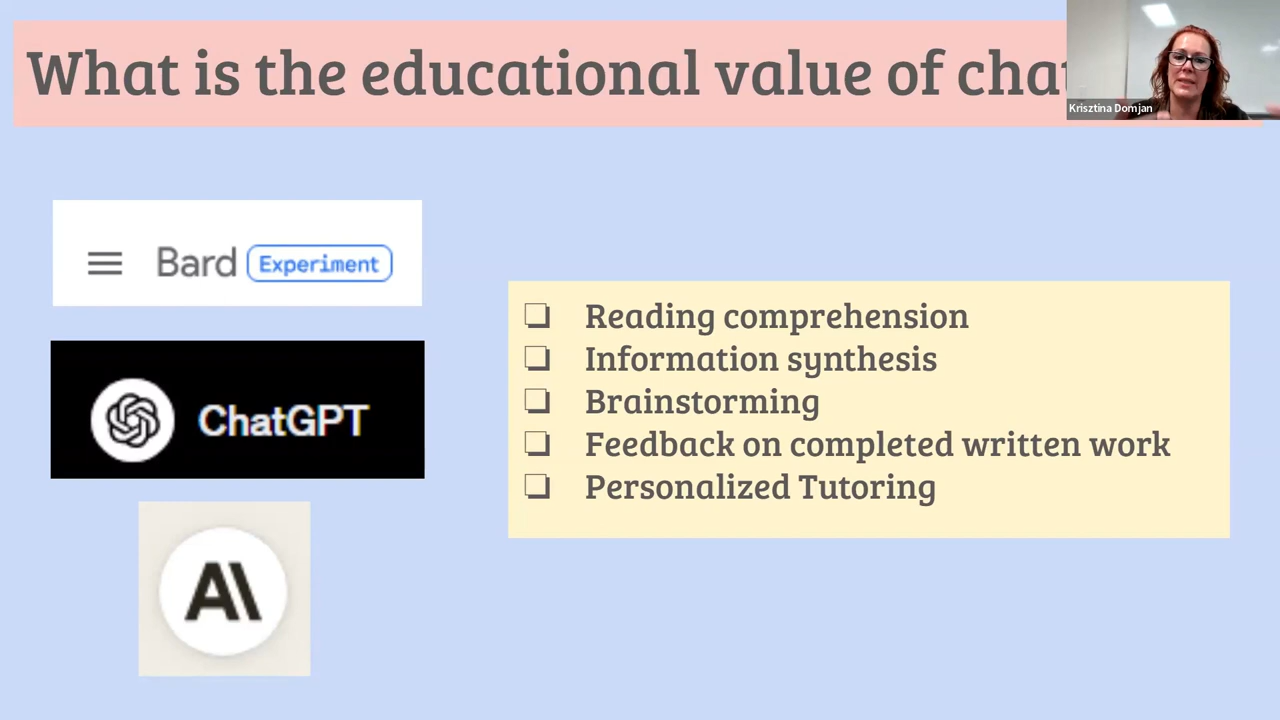 What is the educational value of chat
Krisztina Domjan
Bard Experiment
ChatGPT
AI
Reading comprehension
Information synthesis
Brainstorming
Feedback on completed written work
Personalized Tutoring